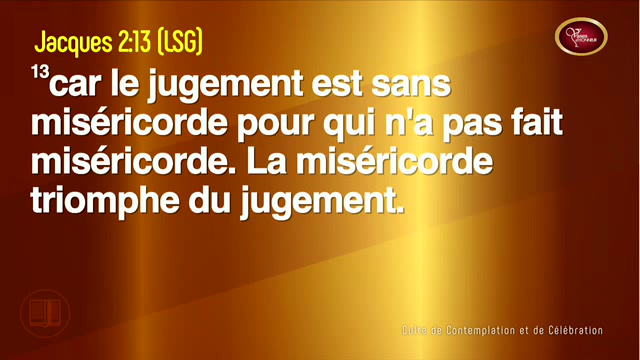 Jacques 2:13 (LSG)
13car le jugement est sans
miséricorde pour qui n'a pas fait
miséricorde. La miséricorde
triomphe du jugement.
Culte de Contemplation et de Célébration